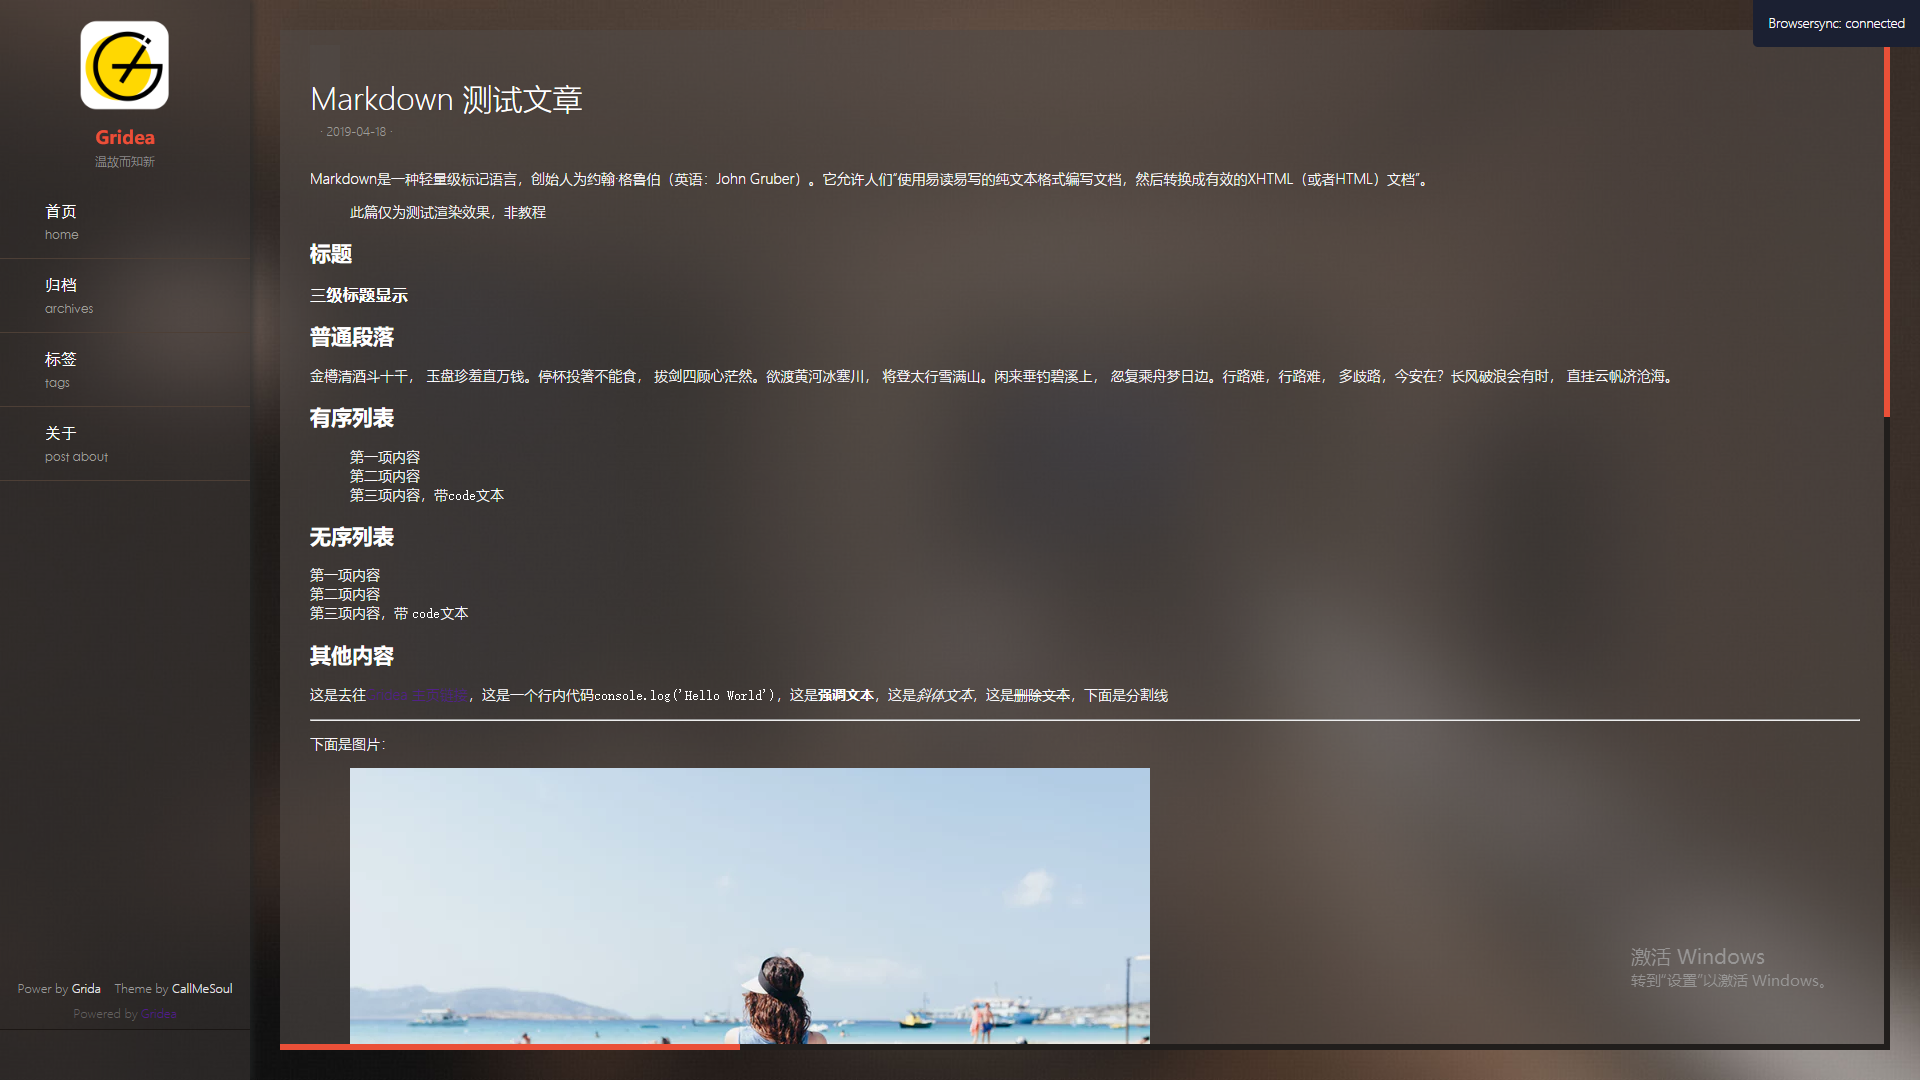 Browsersync: connected
Gridea
温故而知新
首页
home
归档
archives
标签
tags
关于
post about
Power by Grida Theme by CallMeSoul
Powered by Gridea
Markdown 测试文章
· 2019-04-18 ·
Markdown是一种轻量级标记语言，创始人为约翰·格鲁伯（英语：John Gruber）。它允许人们“使用易读易写的纯文本格式编写文档，然后转换成有效的XHTML（或者HTML）文档”。
此篇仅为测试渲染效果，非教程
标题
三级标题显示
普通段落
金樽清酒斗十千， 玉盘珍羞直万钱。停杯投箸不能食， 拔剑四顾心茫然。欲渡黄河冰塞川， 将登太行雪满山。闲来垂钓碧溪上， 忽复乘舟梦日边。行路难，行路难， 多歧路，今安在？长风破浪会有时， 直挂云帆济沧海。
有序列表
第一项内容
第二项内容
第三项内容，带code文本
无序列表
第一项内容
第二项内容
第三项内容，带 code文本
其他内容
这是去往，这是一个行内代码console.log('Hello World')，这是强调文本，这是斜体文本，这是删除文本，下面是分割线
下面是图片：
激活 Windows
转到“设置”以激活 Windows。